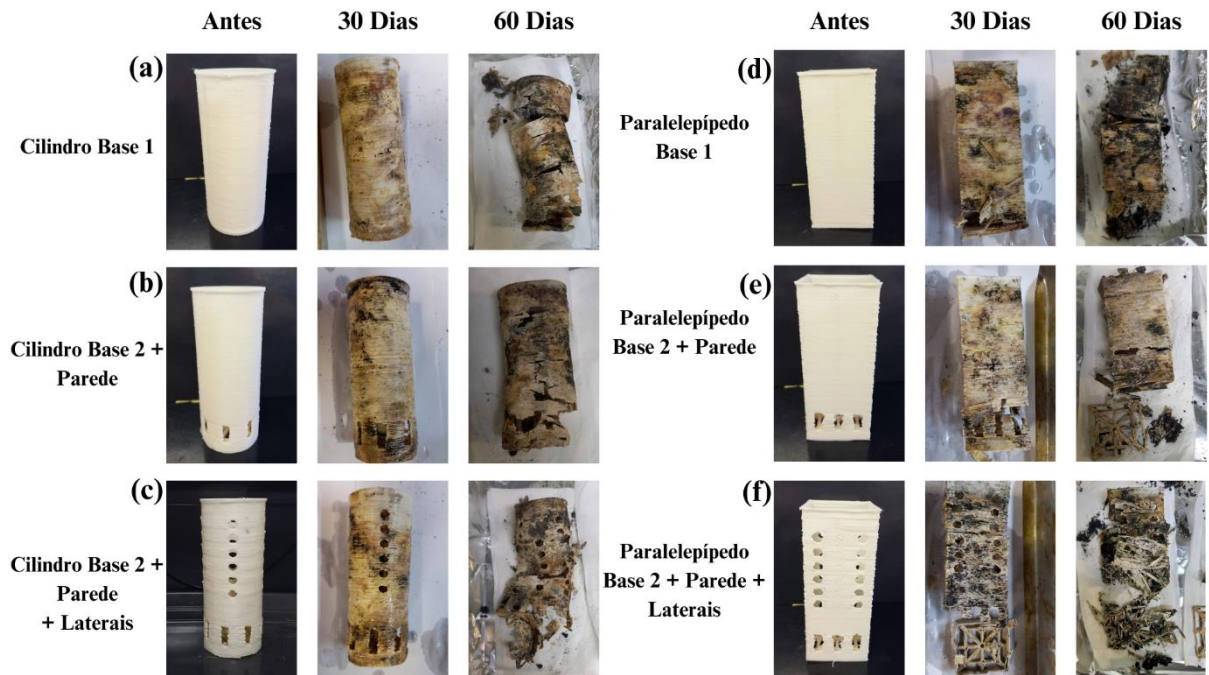 Antes 30 Dias 60 Dias Antes 30 Dias 60 Dias
(a)
Cilindro Base 1
(d)
Paralelepípedo
Base 1
(b)
Cilindro Base 2 +
Parede
(e)
Paralelepípedo
Base 2 + Parede
(c)
Cilindro Base 2 +
Parede
+ Laterais
(f)
Paralelepípedo
Base 2 + Parede +
Laterais